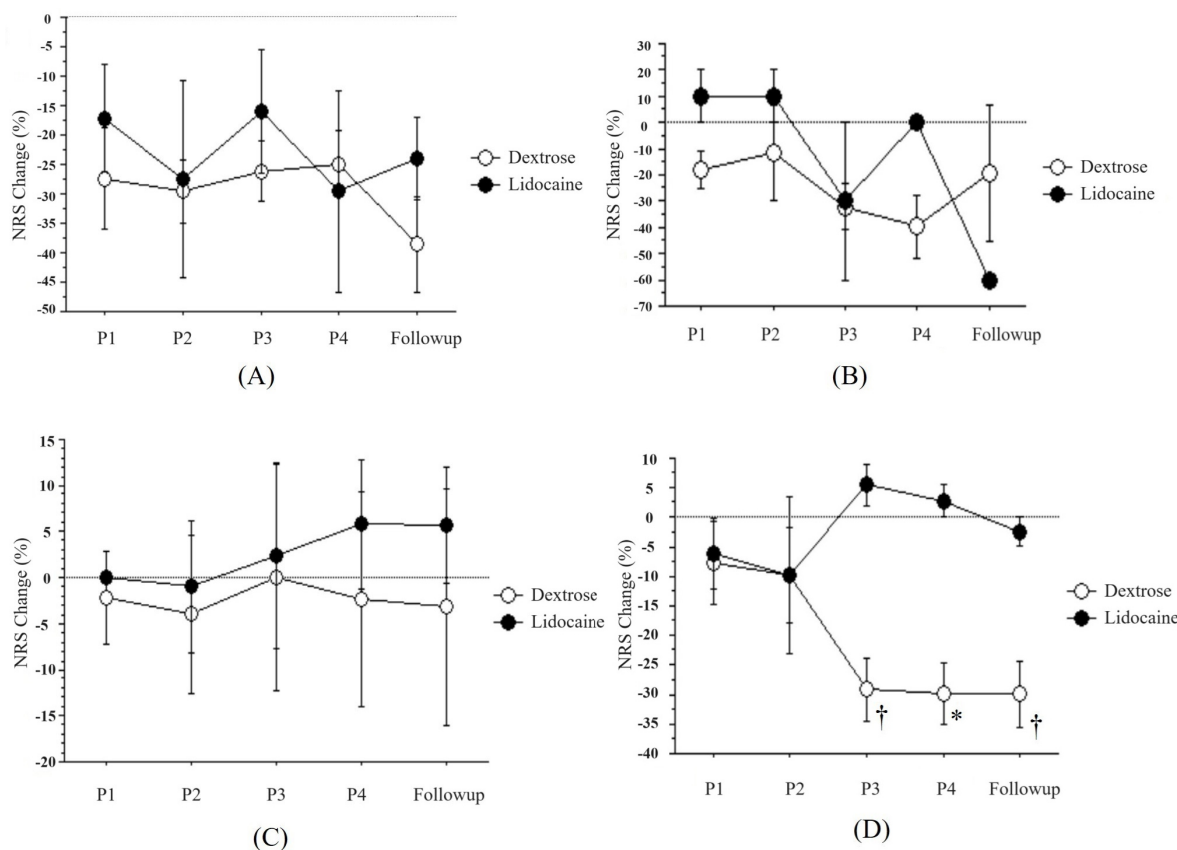 0
-5
-10
-15
-20
-25
-30
-35
-40
-45
-50
NRS Change (%)
P1 P2 P3 P4 Followup
Dextrose
Lidocaine
(A)
30
20
10
0
-10
-20
-30
-40
-50
-60
-70
NRS Change (%)
P1 P2 P3 P4 Followup
Dextrose
Lidocaine
(B)
15
10
5
0
-5
-10
-15
-20
NRS Change (%)
P1 P2 P3 P4 Followup
Dextrose
Lidocaine
(C)
10
5
0
-5
-10
-15
-20
-25
-30
-35
-40
NRS Change (%)
† * †
P1 P2 P3 P4 Followup
Dextrose
Lidocaine
(D)